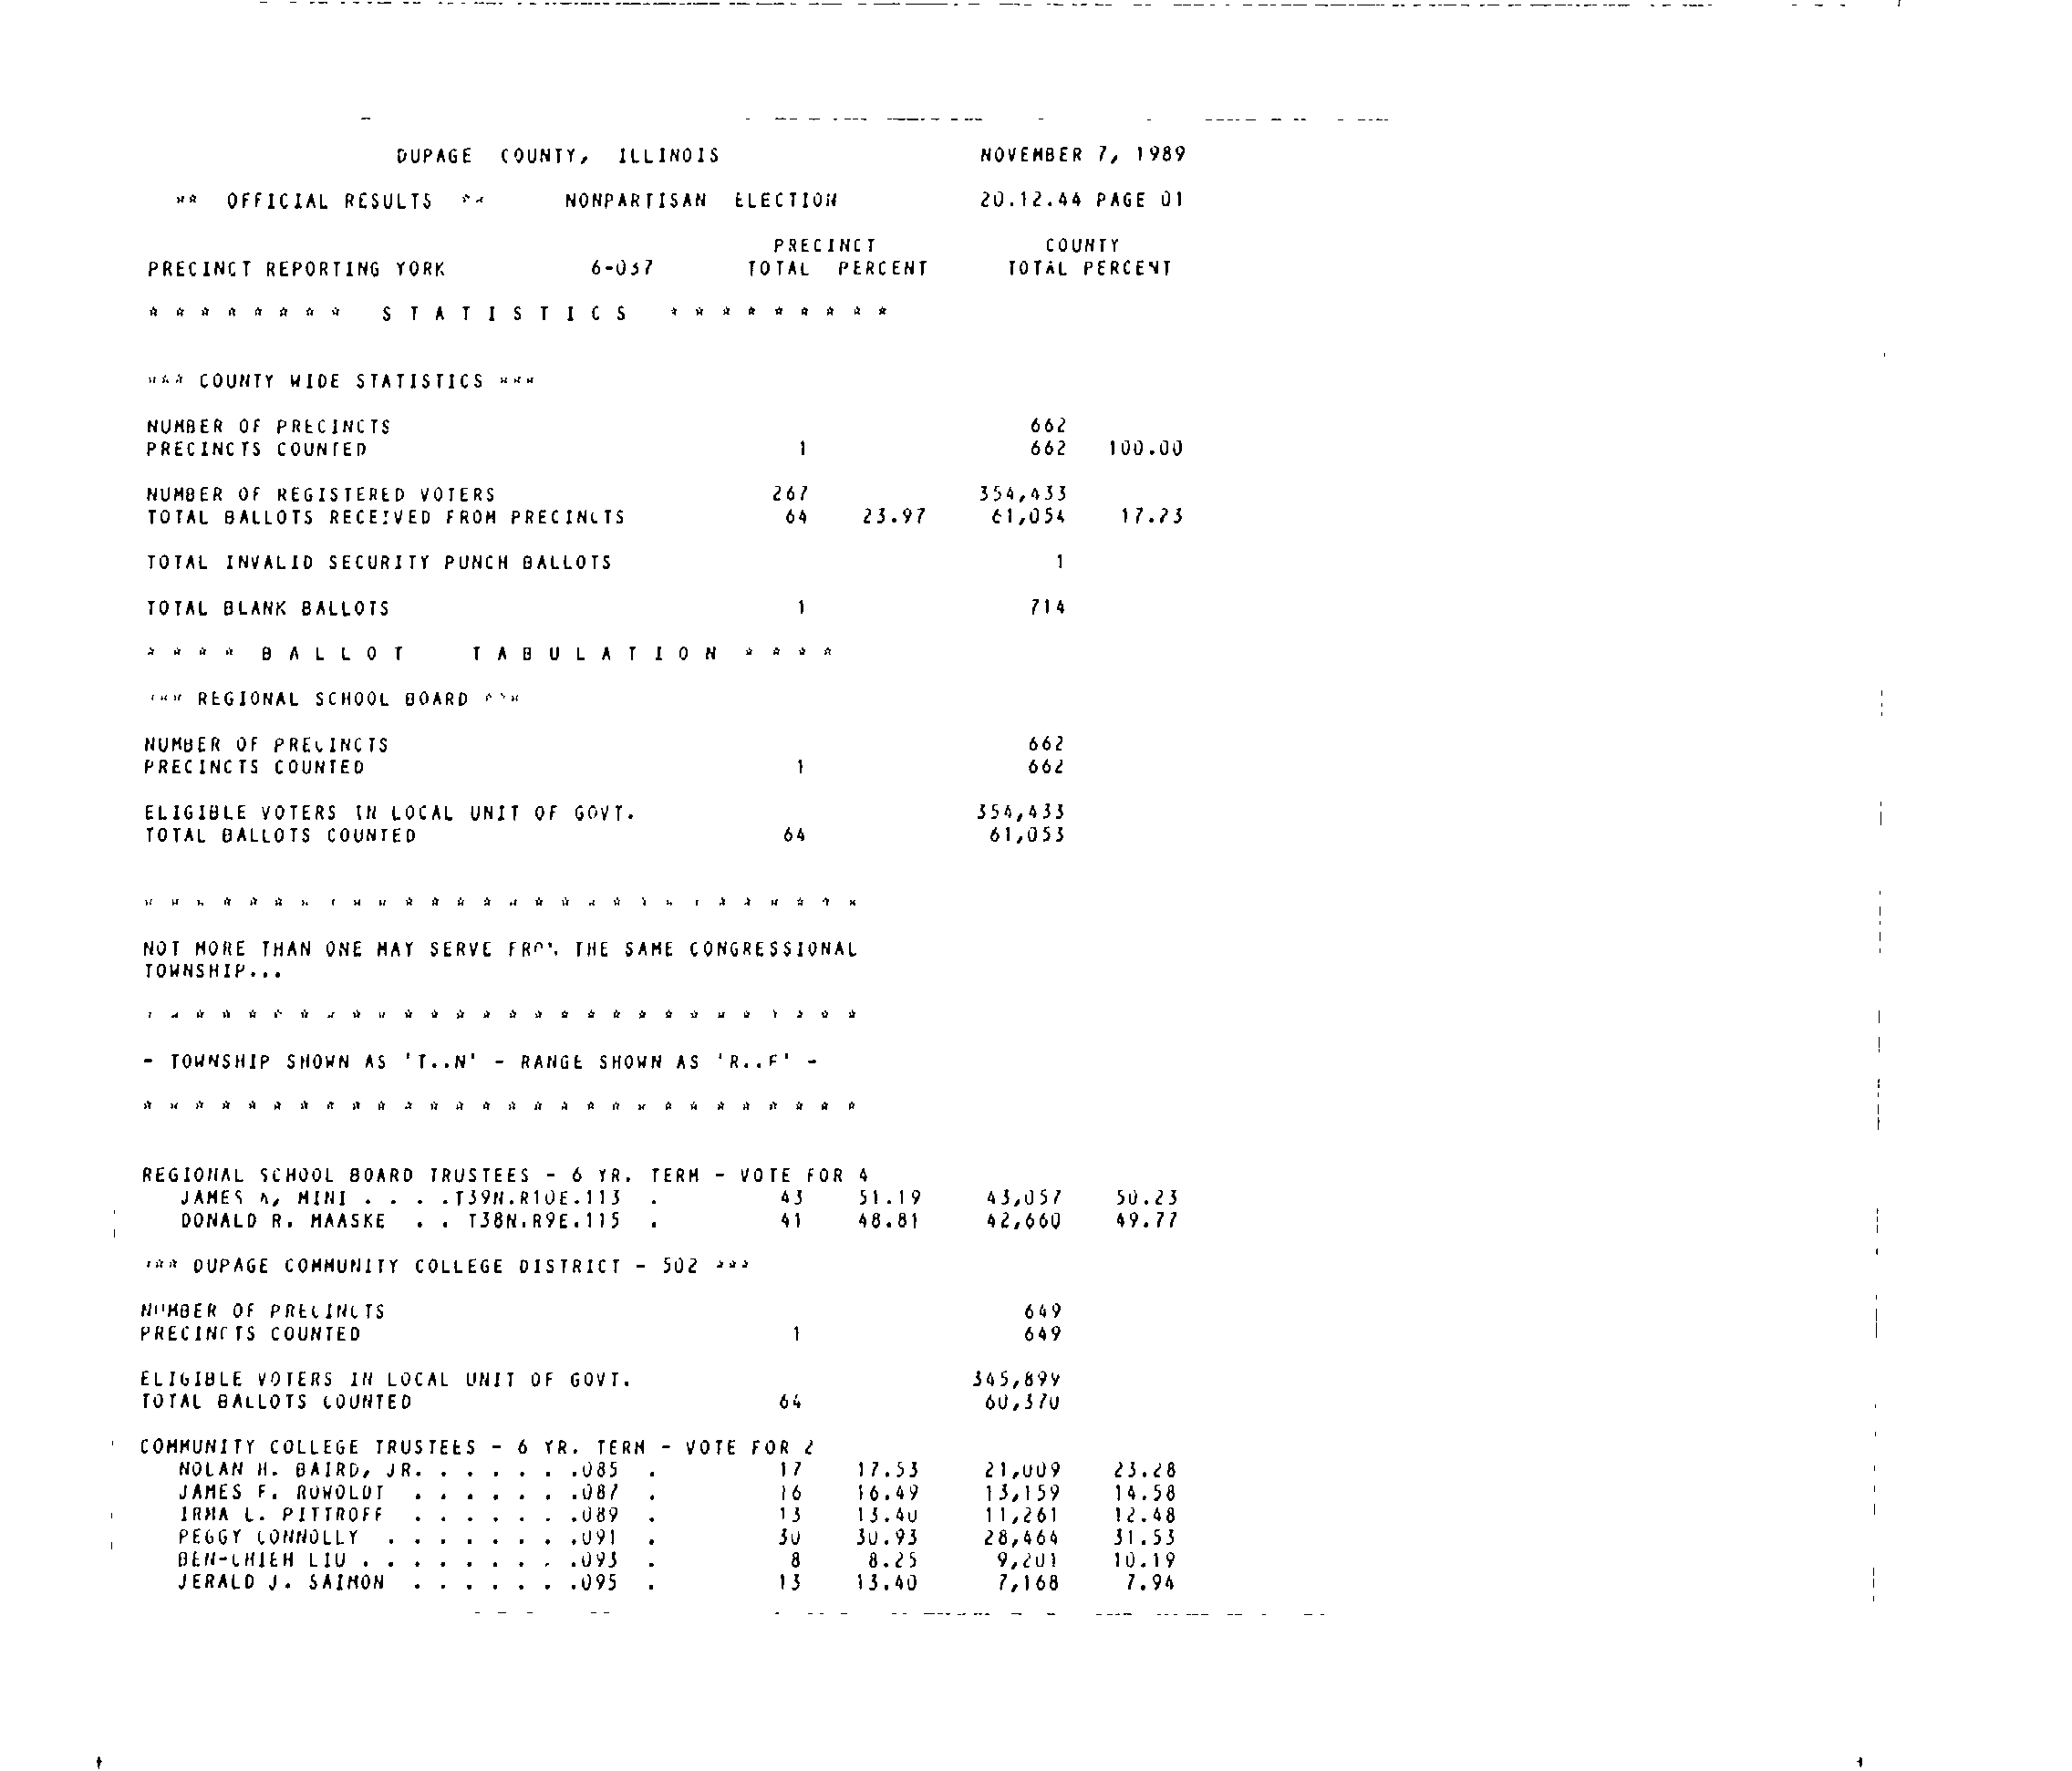 DUPAGE COUNTY, ILLINOIS NOVEMBER 7, 1989
** OFFICIAL RESULTS ** NONPARTISAN ELECTION 20.12.44 PAGE 01
PRECINCT COUNTY
PRECINCT REPORTING YORK 6-037 TOTAL PERCENT TOTAL PERCENT
* * * * * * * * S T A T I S T I C S * * * * * * * * *
*** COUNTY WIDE STATISTICS ***
NUMBER OF PRECINCTS 662
PRECINCTS COUNTED 1 662 100.00
NUMBER OF REGISTERED VOTERS 267 354,433
TOTAL BALLOTS RECEIVED FROM PRECINCTS 64 23.97 61,054 17.23
TOTAL INVALID SECURITY PUNCH BALLOTS 1
TOTAL BLANK BALLOTS 1 714
* * * * B A L L O T T A B U L A T I O N * * * *
*** REGIONAL SCHOOL BOARD ***
NUMBER OF PRECINCTS 662
PRECINCTS COUNTED 1 662
ELIGIBLE VOTERS IN LOCAL UNIT OF GOVT. 354,433
TOTAL BALLOTS COUNTED 64 61,053
* * * * * * * * * * * * * * * * * * * * * * * * * * * *
NOT MORE THAN ONE MAY SERVE FROM THE SAME CONGRESSIONAL
TOWNSHIP...
* * * * * * * * * * * * * * * * * * * * * * * * * * * *
- TOWNSHIP SHOWN AS 'T..N' - RANGE SHOWN AS 'R..E' -
* * * * * * * * * * * * * * * * * * * * * * * * * * * *
REGIONAL SCHOOL BOARD TRUSTEES - 6 YR. TERM - VOTE FOR 4
JAMES A, MINI . . . .T39N.R10E.113 . 43 51.19 43,057 50.23
DONALD R. MAASKE . . T38N.R9E.115 . 41 48.81 42,660 49.77
*** DUPAGE COMMUNITY COLLEGE DISTRICT - 502 ***
NUMBER OF PRECINCTS 649
PRECINCTS COUNTED 1 649
ELIGIBLE VOTERS IN LOCAL UNIT OF GOVT. 345,899
TOTAL BALLOTS COUNTED 64 60,370
COMMUNITY COLLEGE TRUSTEES - 6 YR. TERM - VOTE FOR 2
NOLAN H. BAIRD, JR. . . . . . .085 . 17 17.53 21,009 23.28
JAMES F. ROWOLDT . . . . . . .087 . 16 16.49 13,159 14.58
IRMA L. PITTROFF . . . . . . .089 . 13 13.40 11,261 12.48
PEGGY CONNOLLY . . . . . . . .091 . 30 30.93 28,464 31.53
BEN-CHIEH LIU . . . . . . . . .093 . 8 8.25 9,201 10.19
JERALD J. SAIMON . . . . . . .095 . 13 13.40 7,168 7.94